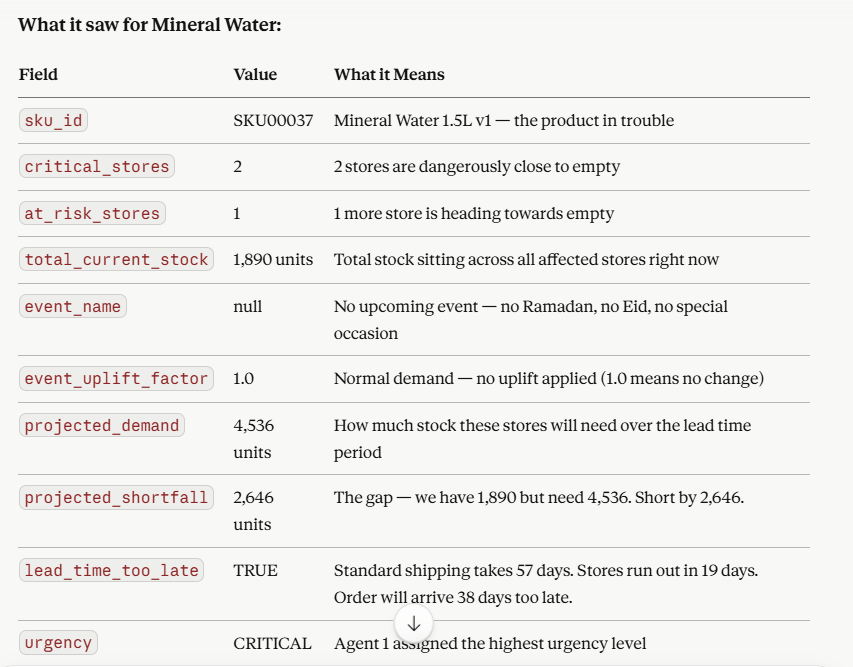 What it saw for Mineral Water:
Field Value What it Means
sku_id SKU00037 Mineral Water 1.5L v1 — the product in trouble
critical_stores 2 2 stores are dangerously close to empty
at_risk_stores 1 1 more store is heading towards empty
total_current_stock 1,890 units Total stock sitting across all affected stores right now
event_name null No upcoming event — no Ramadan, no Eid, no special
occasion
event_uplift_factor 1.0 Normal demand — no uplift applied (1.0 means no change)
projected_demand 4,536 How much stock these stores will need over the lead time
units period
projected_shortfall 2,646 The gap — we have 1,890 but need 4,536. Short by 2,646.
units
lead_time_too_late TRUE Standard shipping takes 57 days. Stores run out in 19 days.
Order will arrive 38 days too late.
urgency CRITICAL Agent 1 assigned the highest urgency level